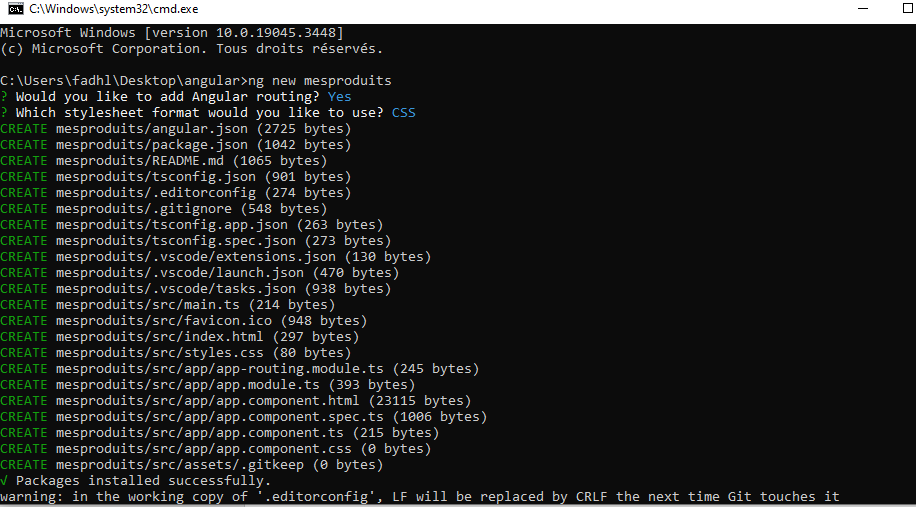 C:\Windows\system32\cmd.exe
Microsoft Windows [version 10.0.19045.3448]
(c) Microsoft Corporation. Tous droits réservés.
C:\Users\fadhl\Desktop\angular>ng new mesproduits
? Would you like to add Angular routing? Yes
? Which stylesheet format would you like to use? CSS
CREATE mesproduits/angular.json (2725 bytes)
CREATE mesproduits/package.json (1042 bytes)
CREATE mesproduits/README.md (1065 bytes)
CREATE mesproduits/tsconfig.json (901 bytes)
CREATE mesproduits/.editorconfig (274 bytes)
CREATE mesproduits/.gitignore (548 bytes)
CREATE mesproduits/tsconfig.app.json (263 bytes)
CREATE mesproduits/tsconfig.spec.json (273 bytes)
CREATE mesproduits/.vscode/extensions.json (130 bytes)
CREATE mesproduits/.vscode/launch.json (470 bytes)
CREATE mesproduits/.vscode/tasks.json (938 bytes)
CREATE mesproduits/src/main.ts (214 bytes)
CREATE mesproduits/src/favicon.ico (948 bytes)
CREATE mesproduits/src/index.html (297 bytes)
CREATE mesproduits/src/styles.css (80 bytes)
CREATE mesproduits/src/app/app-routing.module.ts (245 bytes)
CREATE mesproduits/src/app/app.module.ts (393 bytes)
CREATE mesproduits/src/app/app.component.html (23115 bytes)
CREATE mesproduits/src/app/app.component.spec.ts (1006 bytes)
CREATE mesproduits/src/app/app.component.ts (215 bytes)
CREATE mesproduits/src/app/app.component.css (0 bytes)
CREATE mesproduits/src/assets/.gitkeep (0 bytes)
√ Packages installed successfully.
warning: in the working copy of '.editorconfig', LF will be replaced by CRLF the next time Git touches it